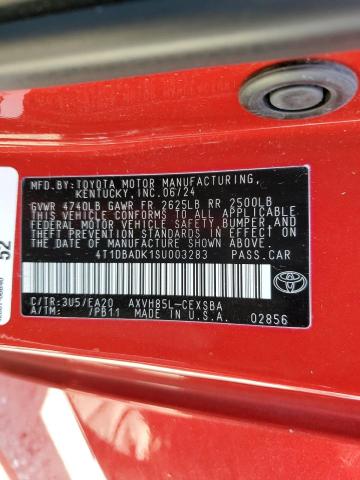 MFD.BY: TOYOTA MOTOR MANUFACTURING,
KENTUCKY, INC. 06/24
GVWR 4740LB GAWR FR 2625LB RR 2500LB
THIS VEHICLE CONFORMS TO ALL APPLICABLE
FEDERAL MOTOR VEHICLE SAFETY, BUMPER, AND
THEFT PREVENTION STANDARDS IN EFFECT ON
THE DATE OF MANUFACTURE SHOWN ABOVE.
4T1DBADK1SU003283 PASS.CAR
C/TR:3U5/EA20 AXVH85L-CEXSBA
A/TM: /PB11 MADE IN U.S.A. 02856
TOYOTA
52